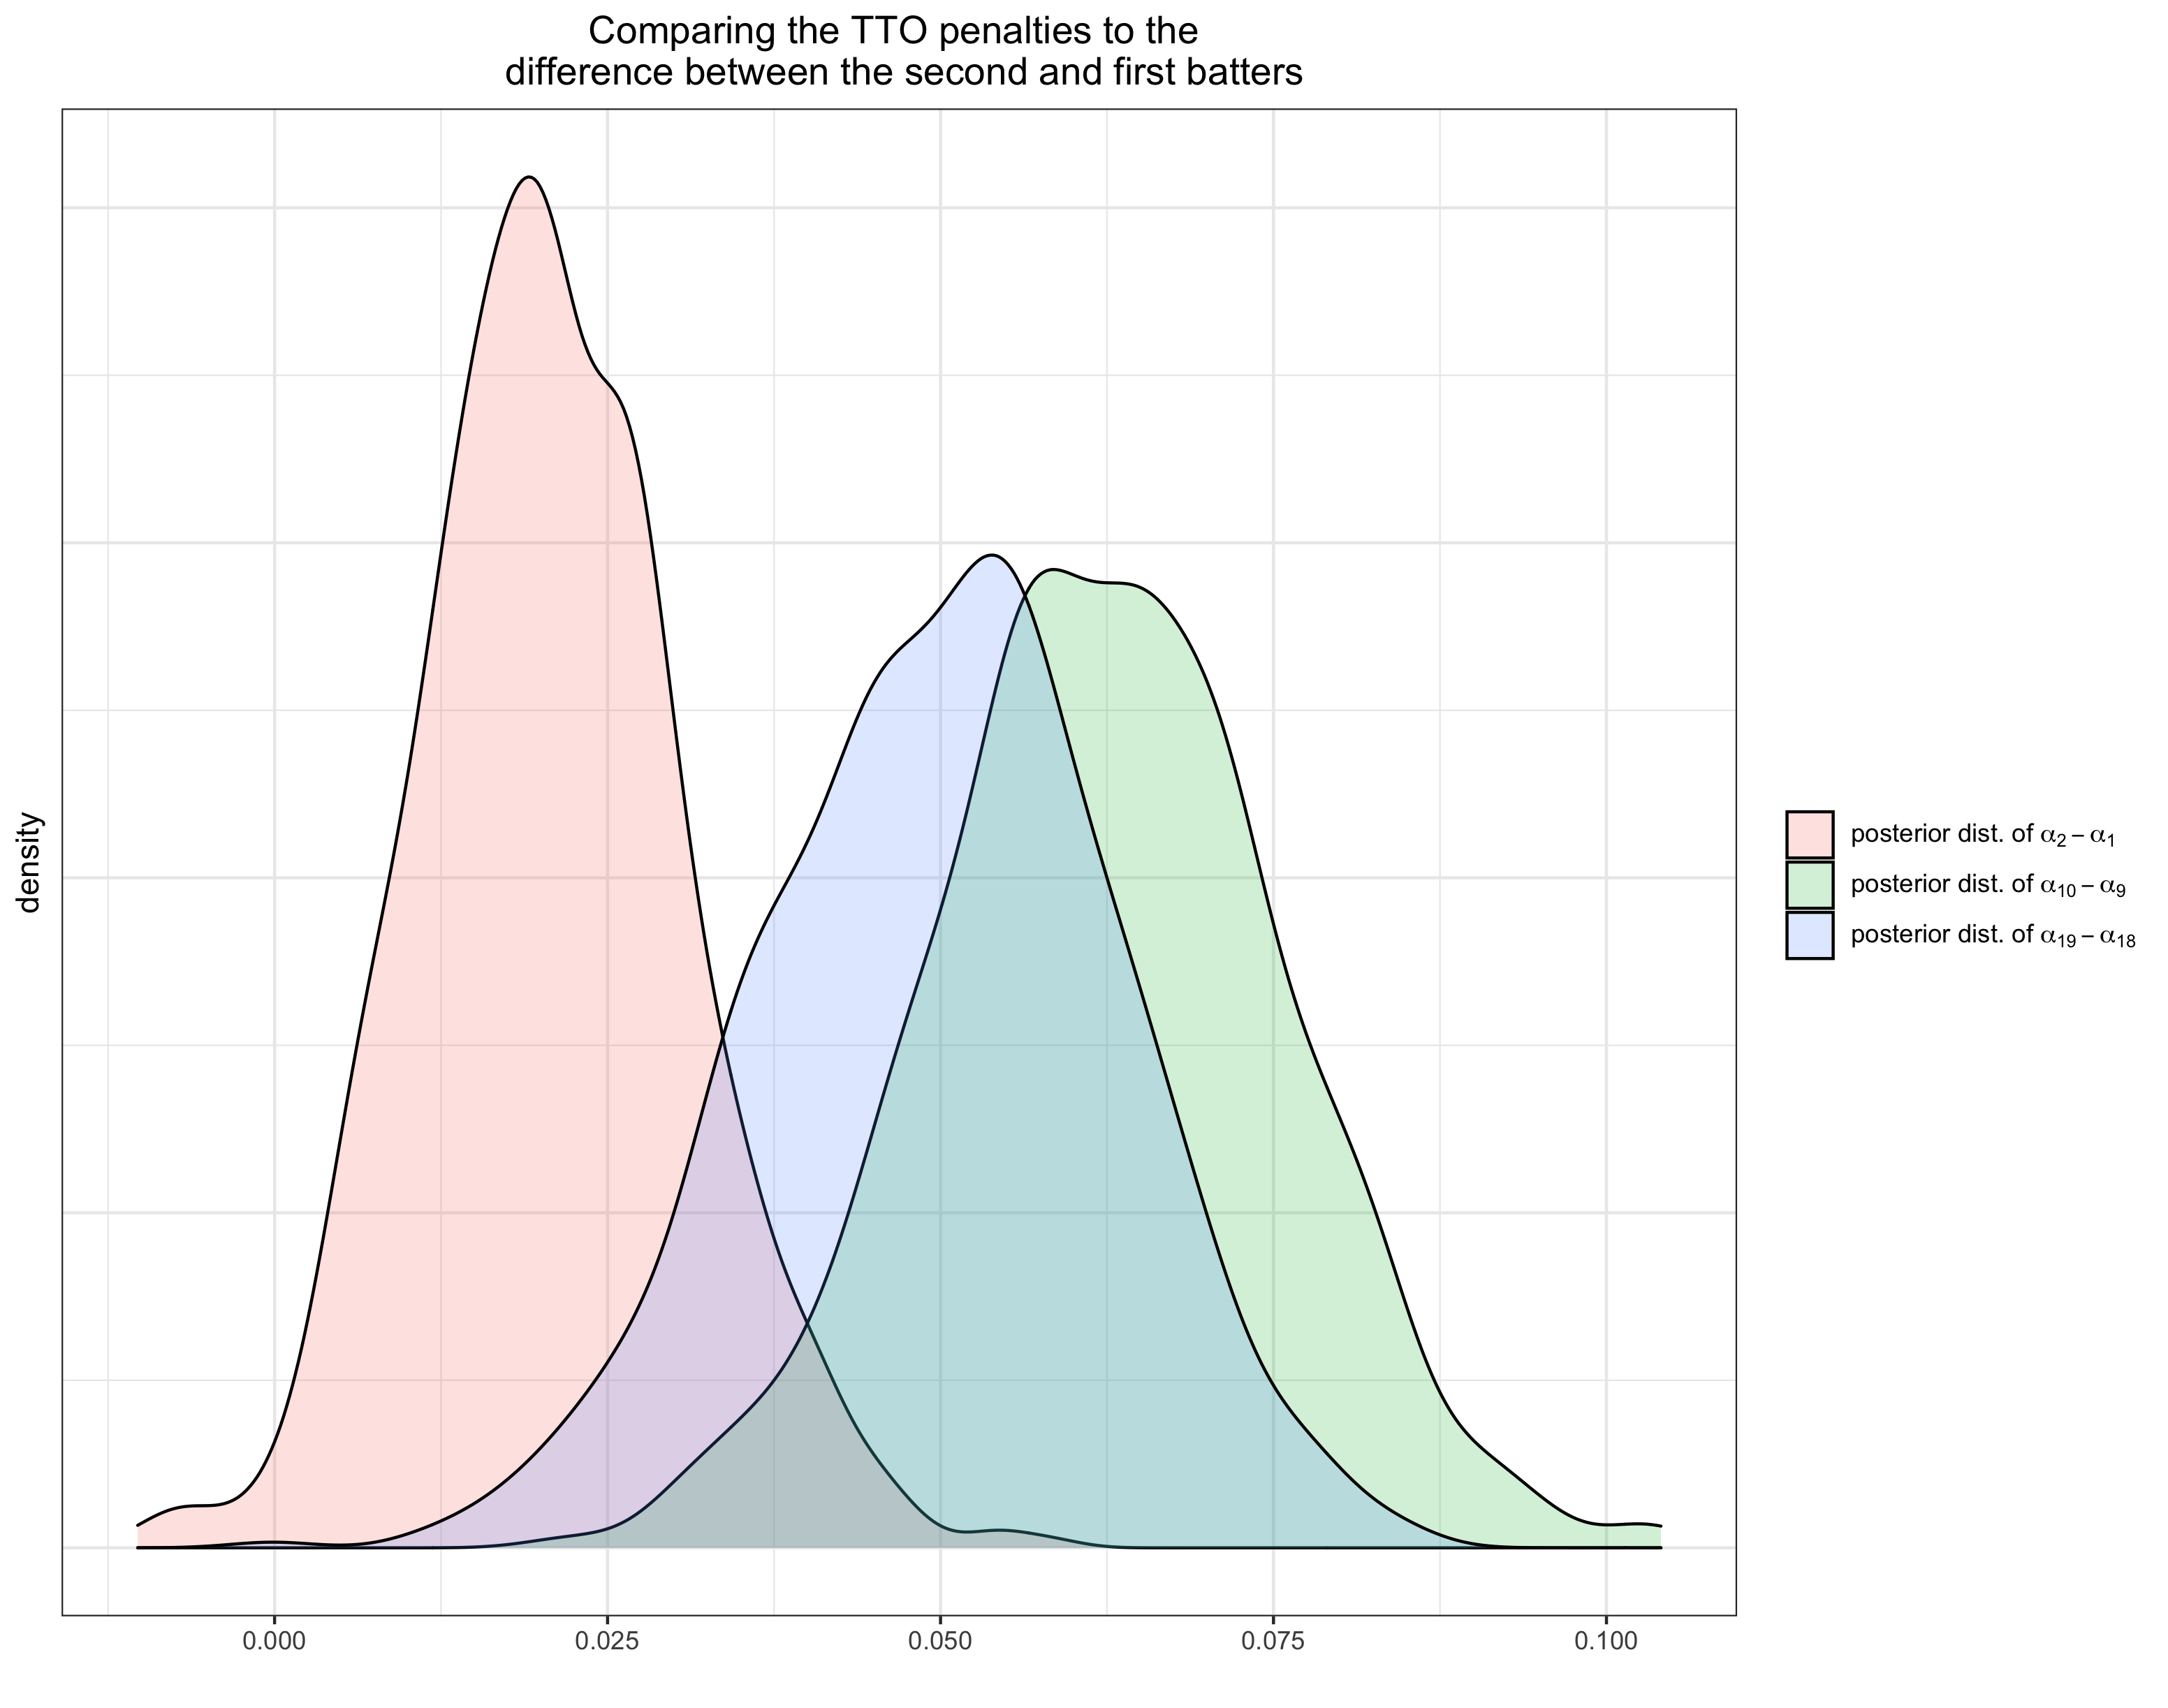 Comparing the TTO penalties to the
difference between the second and first batters
density
posterior dist. of α₂ – α₁
posterior dist. of α₁₀ – α₉
posterior dist. of α₁₉ – α₁₈
0.000 0.025 0.050 0.075 0.100